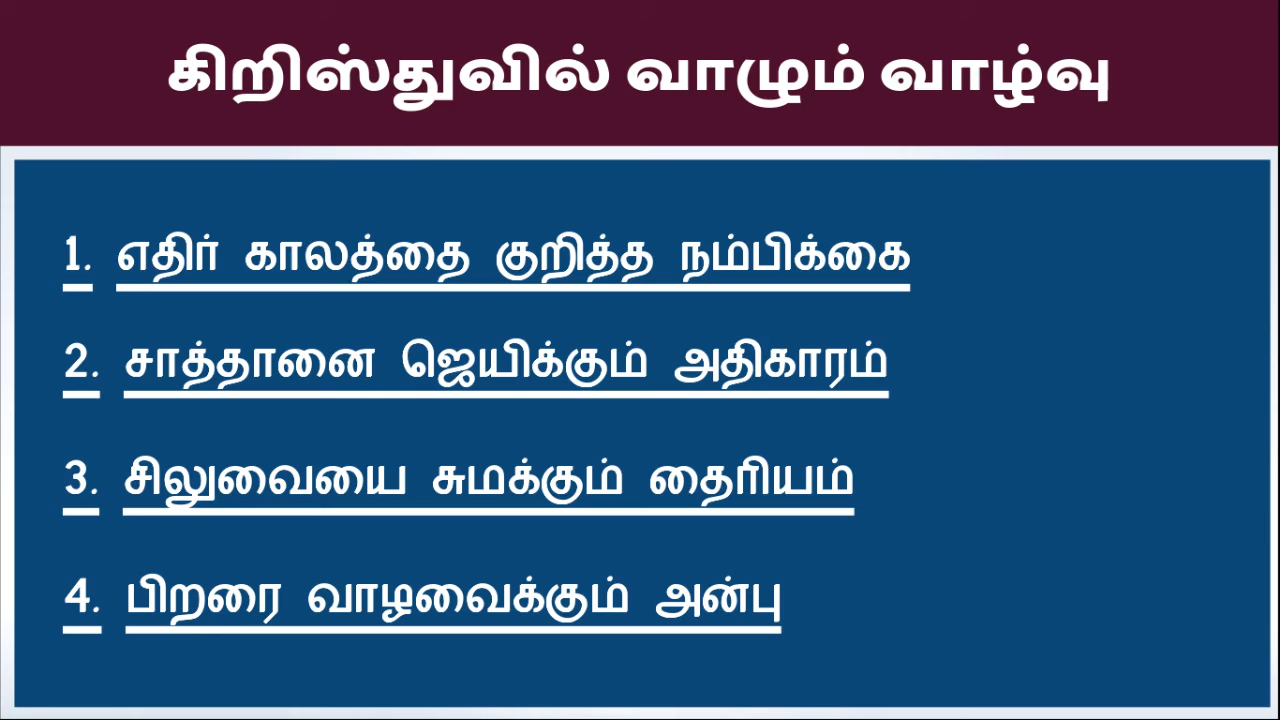 கிறிஸ்துவில் வாழும் வாழ்வு
1. எதிர் காலத்தை குறித்த நம்பிக்கை
2. சாத்தானை ஜெயிக்கும் அதிகாரம்
3. சிலுவையை சுமக்கும் தைரியம்
4. பிறரை வாழவைக்கும் அன்பு